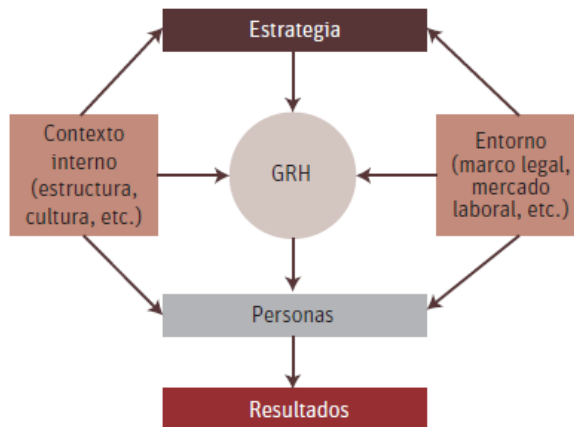 Estrategia
Contexto
interno
(estructura,
cultura, etc.)
GRH
Entorno
(marco legal,
mercado
laboral, etc.)
Personas
Resultados